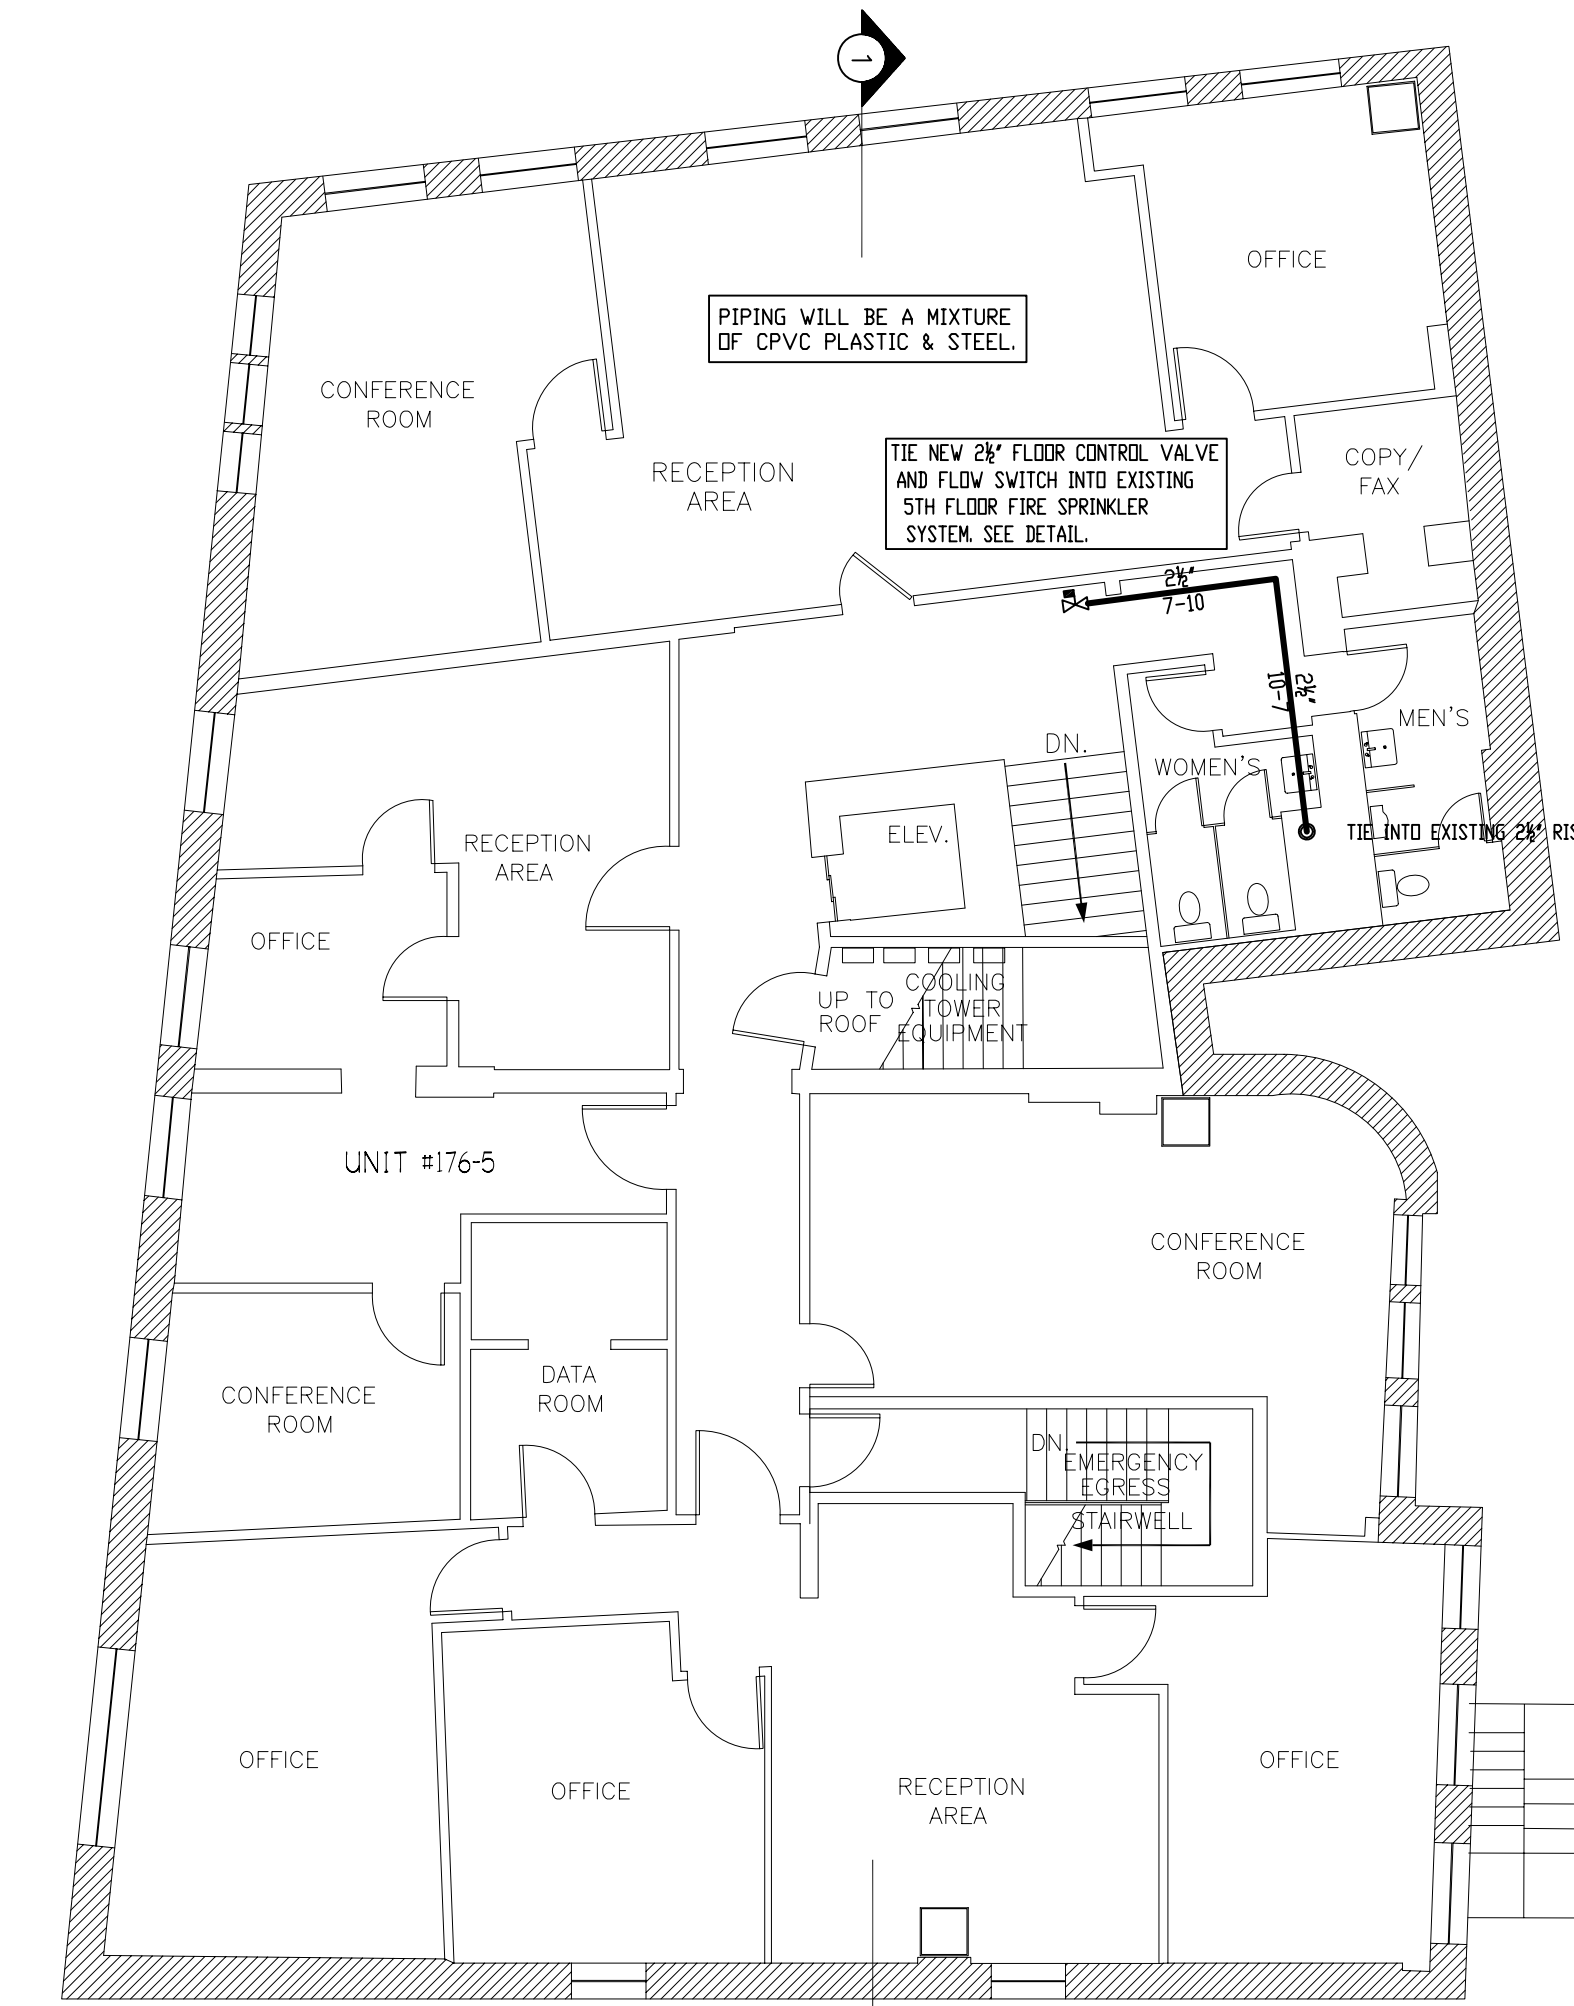 1
OFFICE
PIPING WILL BE A MIXTURE
OF CPVC PLASTIC & STEEL.
CONFERENCE
ROOM
RECEPTION
AREA
TIE NEW 2½" FLOOR CONTROL VALVE
AND FLOW SWITCH INTO EXISTING
5TH FLOOR FIRE SPRINKLER
SYSTEM. SEE DETAIL.
COPY/
FAX
2½"
7-10
2½"
10-7
MEN'S
WOMEN'S
DN.
ELEV.
TIE INTO EXISTING 2½" RIS
RECEPTION
AREA
OFFICE
UP TO
ROOF
COOLING
TOWER
EQUIPMENT
UNIT #176-5
CONFERENCE
ROOM
DATA
ROOM
CONFERENCE
ROOM
DN.
EMERGENCY
EGRESS
STAIRWELL
OFFICE
OFFICE
RECEPTION
AREA
OFFICE